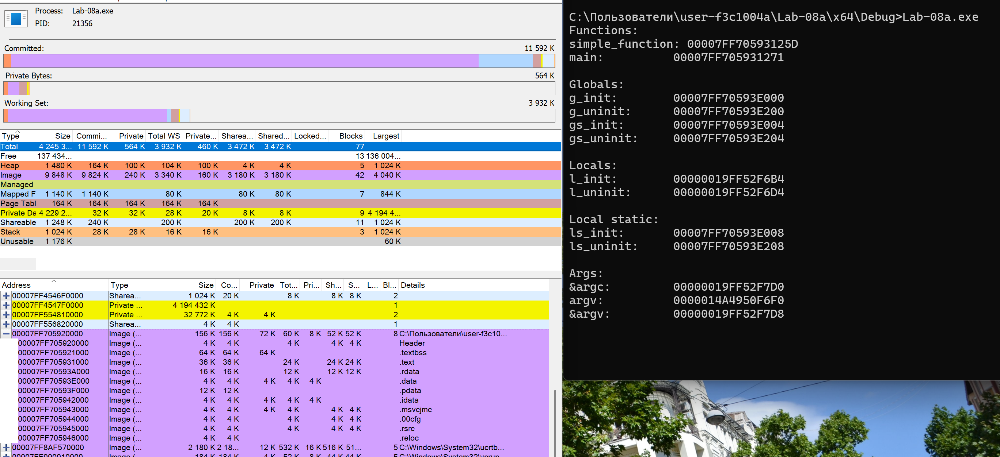 Process: Lab-08a.exe
PID: 21356
Committed: 11 592 K
Private Bytes: 564 K
Working Set: 3 932 K
Type Size Commi... Private Total WS Private... Sharea... Shared... Locked... Blocks Largest
Total 4 245 3... 11 592 K 564 K 3 932 K 460 K 3 472 K 3 472 K 77
Free 137 434... 13 136 004...
Heap 1 480 K 164 K 100 K 104 K 100 K 4 K 4 K 5 1 024 K
Image 9 848 K 9 824 K 240 K 3 340 K 160 K 3 180 K 3 180 K 42 4 040 K
Managed
Mapped F 1 140 K 1 140 K 80 K 80 K 80 K 7 844 K
Page Tabl 164 K 164 K 164 K 164 K 164 K
Private Da 4 229 2... 32 K 32 K 28 K 20 K 8 K 8 K 9 4 194 4...
Shareable 1 248 K 240 K 200 K 200 K 200 K 11 1 024 K
Stack 1 024 K 28 K 28 K 16 K 16 K 3 1 024 K
Unusable 1 176 K 60 K
Address Type Size Co... Private Tot... Pri... Sh... S... L... Bl... Details
00007FF4546F0000 Sharea... 1 024 K 20 K 8 K 8 K 8 K 2
00007FF4547F0000 Private ... 4 194 432 K 1
00007FF554810000 Private ... 32 772 K 4 K 4 K 2
00007FF556820000 Sharea... 4 K 4 K 1
00007FF705920000 Image (... 156 K 156 K 72 K 60 K 8 K 52 K 52 K 8 C:\Пользователи\user-f3c10...
00007FF705920000 Image (... 4 K 4 K 4 K 4 K 4 K Header
00007FF705921000 Image (... 64 K 64 K 64 K .textbss
00007FF705931000 Image (... 36 K 36 K 24 K 24 K 24 K .text
00007FF70593A000 Image (... 16 K 16 K 12 K 12 K 12 K .rdata
00007FF70593E000 Image (... 4 K 4 K 4 K 4 K 4 K .data
00007FF70593F000 Image (... 12 K 12 K .pdata
00007FF705942000 Image (... 4 K 4 K 4 K 4 K 4 K .idata
00007FF705943000 Image (... 4 K 4 K 4 K 4 K 4 K 4 K .msvcjmc
00007FF705944000 Image (... 4 K 4 K 4 K 4 K 4 K .00cfg
00007FF705945000 Image (... 4 K 4 K 4 K 4 K 4 K .rsrc
00007FF705946000 Image (... 4 K 4 K .reloc
00007FF8AF570000 Image (... 2 180 K 2 18... 12 K 532 K 16 K 516 K 51... 5 C:\Windows\System32\ucrtb...
C:\Пользователи\user-f3c1004a\Lab-08a\x64\Debug>Lab-08a.exe
Functions:
simple_function: 00007FF70593125D
main: 00007FF705931271
Globals:
g_init: 00007FF70593E000
g_uninit: 00007FF70593E200
gs_init: 00007FF70593E004
gs_uninit: 00007FF70593E204
Locals:
l_init: 00000019FF52F6B4
l_uninit: 00000019FF52F6D4
Local static:
ls_init: 00007FF70593E008
ls_uninit: 00007FF70593E208
Args:
&argc: 00000019FF52F7D0
argv: 0000014A4950F6F0
&argv: 00000019FF52F7D8